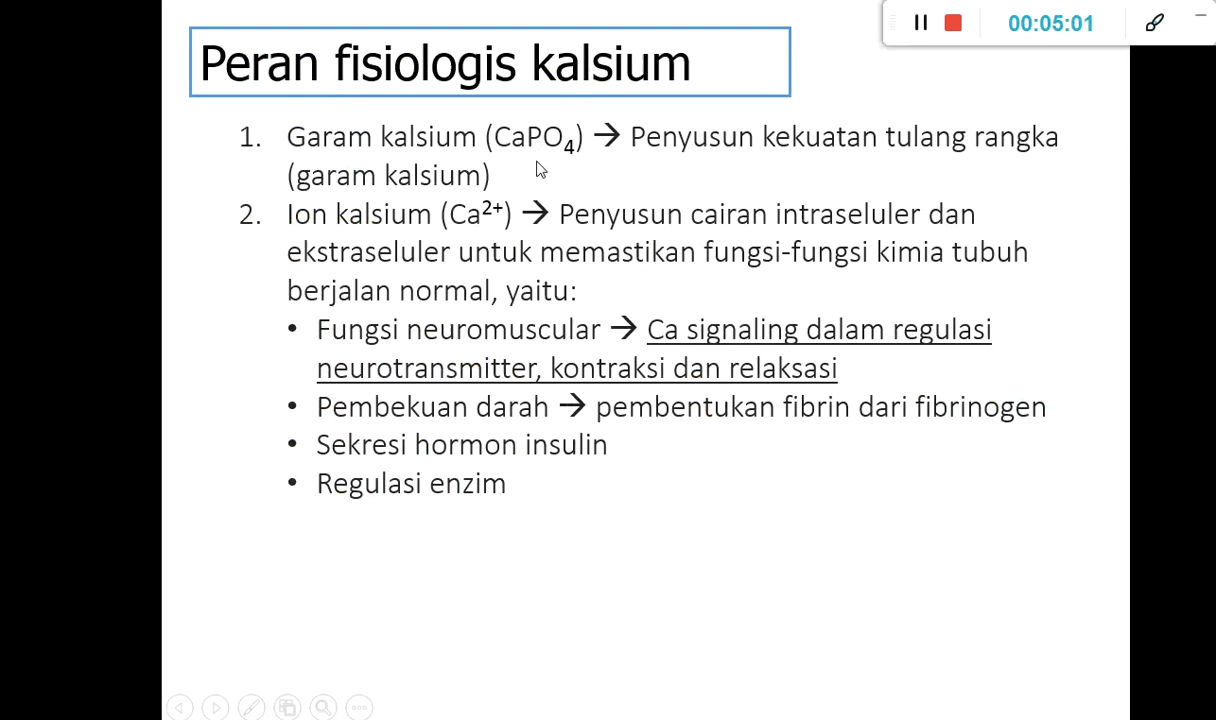 00:05:01
Peran fisiologis kalsium
1. Garam kalsium (CaPO₄) → Penyusun kekuatan tulang rangka
(garam kalsium)
2. Ion kalsium (Ca²⁺) → Penyusun cairan intraseluler dan
ekstraseluler untuk memastikan fungsi-fungsi kimia tubuh
berjalan normal, yaitu:
• Fungsi neuromuscular → Ca signaling dalam regulasi
neurotransmitter, kontraksi dan relaksasi
• Pembekuan darah → pembentukan fibrin dari fibrinogen
• Sekresi hormon insulin
• Regulasi enzim